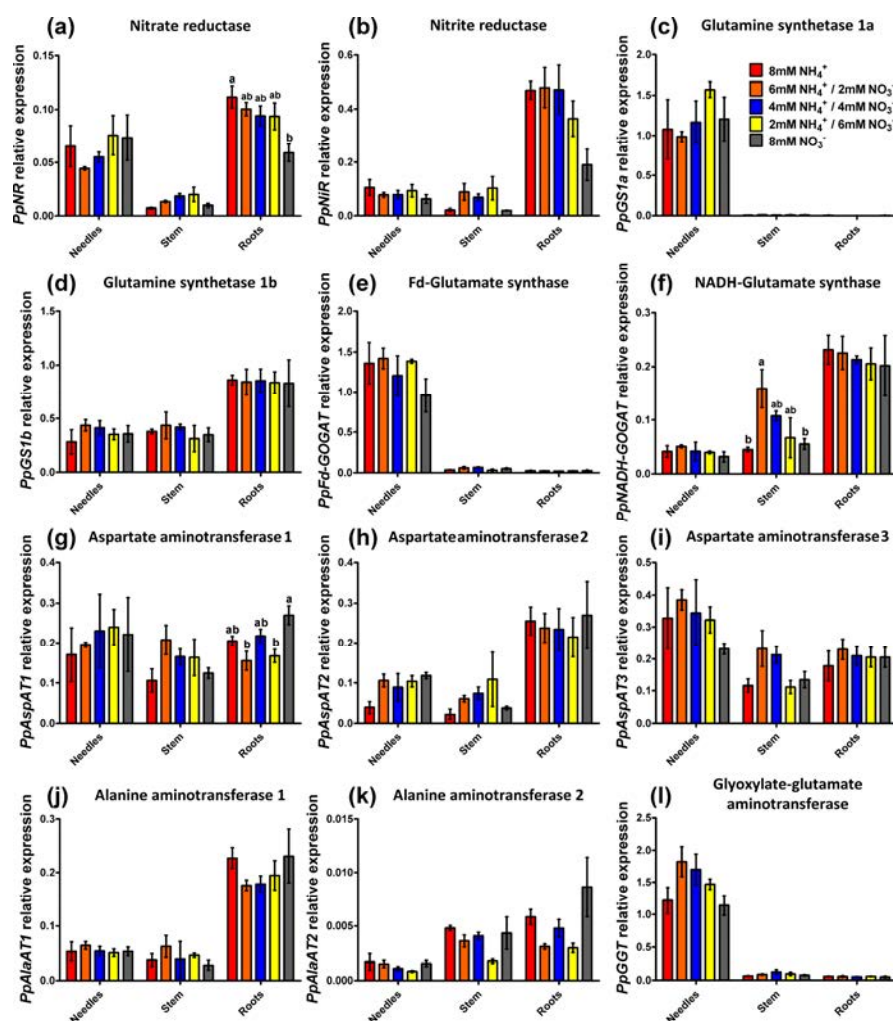 (a) Nitrate reductase
PpNR relative expression
0.15
0.10
0.05
0.00
a
ab
ab
ab
b
Needles
Stem
Roots
(b) Nitrite reductase
PpNiR relative expression
0.6
0.4
0.2
0.0
Needles
Stem
Roots
(c) Glutamine synthetase 1a
PpGS1a relative expression
2.0
1.5
1.0
0.5
0.0
8mM NH₄⁺
6mM NH₄⁺ / 2mM NO₃⁻
4mM NH₄⁺ / 4mM NO₃⁻
2mM NH₄⁺ / 6mM NO₃⁻
8mM NO₃⁻
Needles
Stem
Roots
(d) Glutamine synthetase 1b
PpGS1b relative expression
1.5
1.0
0.5
0.0
Needles
Stem
Roots
(e) Fd-Glutamate synthase
PpFd-GOGAT relative expression
2.0
1.5
1.0
0.5
0.0
Needles
Stem
Roots
(f) NADH-Glutamate synthase
PpNADH-GOGAT relative expression
0.3
0.2
0.1
0.0
b
a
ab
ab
b
Needles
Stem
Roots
(g) Aspartate aminotransferase 1
PpAspAT1 relative expression
0.4
0.3
0.2
0.1
0.0
ab
b
ab
b
a
Needles
Stem
Roots
(h) Aspartate aminotransferase 2
PpAspAT2 relative expression
0.4
0.3
0.2
0.1
0.0
Needles
Stem
Roots
(i) Aspartate aminotransferase 3
PpAspAT3 relative expression
0.5
0.4
0.3
0.2
0.1
0.0
Needles
Stem
Roots
(j) Alanine aminotransferase 1
PpAlaAT1 relative expression
0.3
0.2
0.1
0.0
Needles
Stem
Roots
(k) Alanine aminotransferase 2
PpAlaAT2 relative expression
0.015
0.010
0.005
0.000
Needles
Stem
Roots
(l) Glyoxylate-glutamate
aminotransferase
PpGGT relative expression
2.5
2.0
1.5
1.0
0.5
0.0
Needles
Stem
Roots